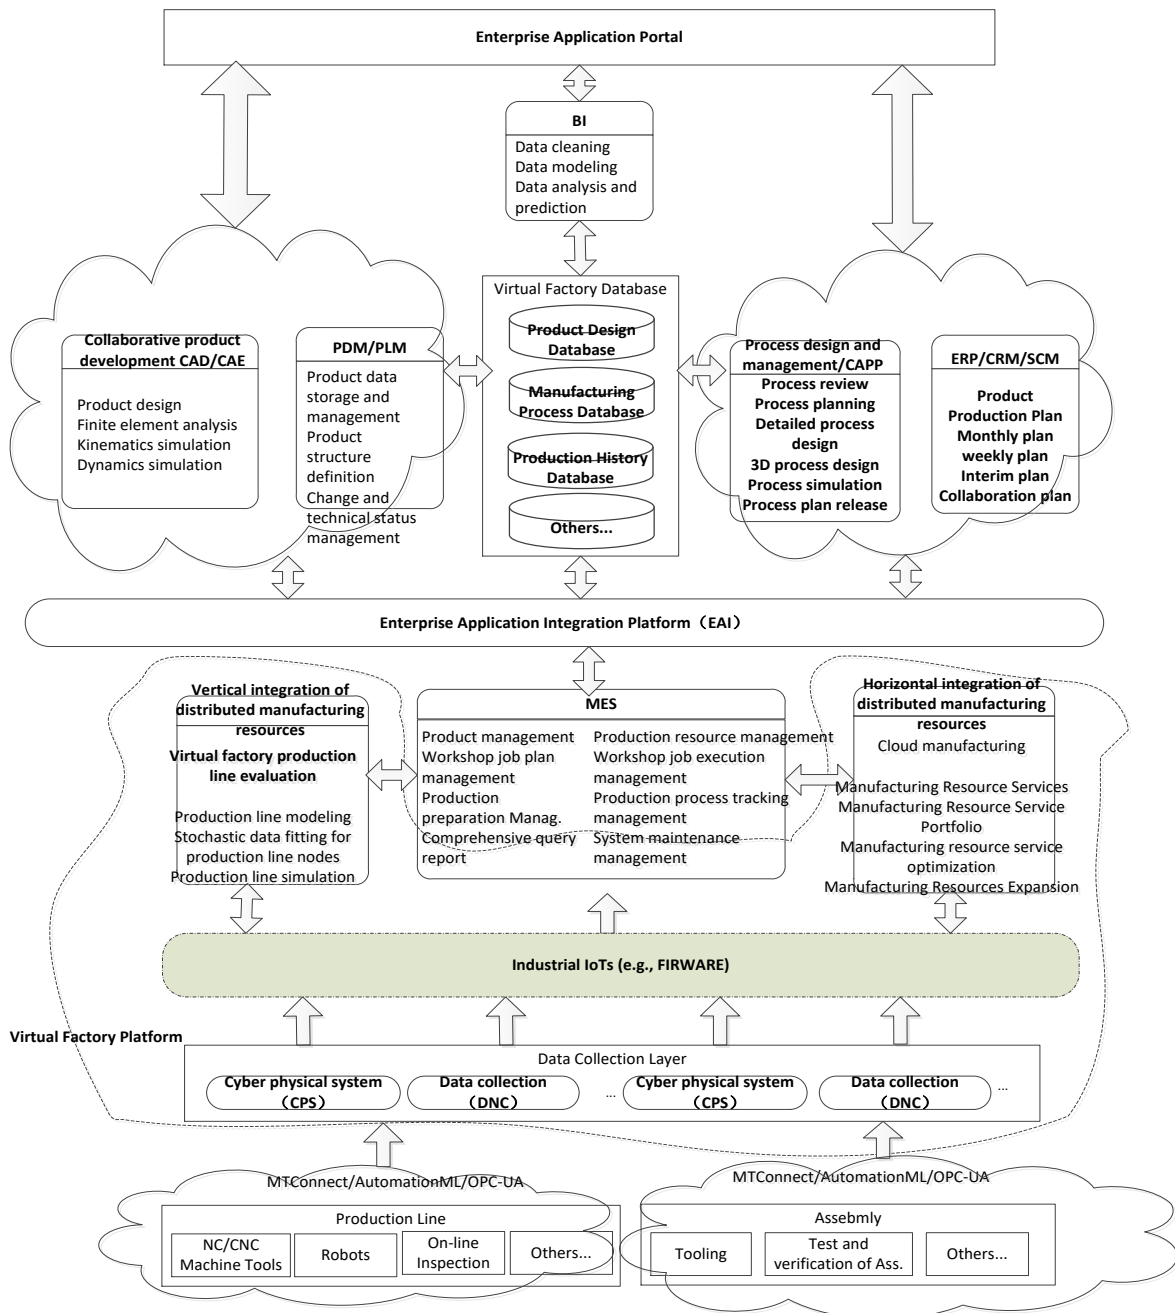 Enterprise Application Portal
BI
Data cleaning
Data modeling
Data analysis and
prediction
Collaborative product
development CAD/CAE
Product design
Finite element analysis
Kinematics simulation
Dynamics simulation
PDM/PLM
Product data
storage and
management
Product
structure
definition
Change and
technical status
management
Virtual Factory Database
Product Design
Database
Manufacturing
Process Database
Production History
Database
Others...
Process design and
management/CAPP
Process review
Process planning
Detailed process
design
3D process design
Process simulation
Process plan release
ERP/CRM/SCM
Product
Production Plan
Monthly plan
weekly plan
Interim plan
Collaboration plan
Enterprise Application Integration Platform（EAI）
Vertical integration of
distributed manufacturing
resources
Virtual factory production
line evaluation
Production line modeling
Stochastic data fitting for
production line nodes
Production line simulation
MES
Product management
Workshop job plan
management
Production
preparation Manag.
Comprehensive query
report
Production resource management
Workshop job execution
management
Production process tracking
management
System maintenance
management
Horizontal integration of
distributed manufacturing
resources
Cloud manufacturing
Manufacturing Resource Services
Manufacturing Resource Service
Portfolio
Manufacturing resource service
optimization
Manufacturing Resources Expansion
Industrial IoTs (e.g., FIRWARE)
Virtual Factory Platform
Data Collection Layer
Cyber physical system
（CPS）
Data collection
（DNC）
...
Cyber physical system
（CPS）
Data collection
（DNC）
...
MTConnect/AutomationML/OPC-UA
Production Line
NC/CNC
Machine Tools
Robots
On-line
Inspection
Others...
MTConnect/AutomationML/OPC-UA
Assebmly
Tooling
Test and
verification of Ass.
Others...